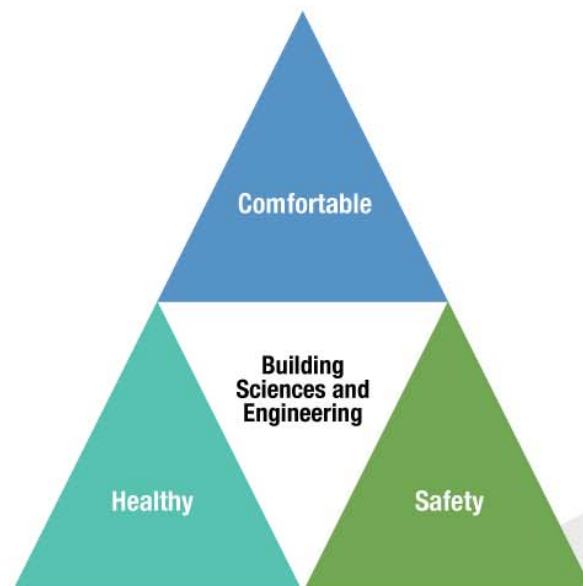 Comfortable
Building
Sciences and
Engineering
Healthy
Safety